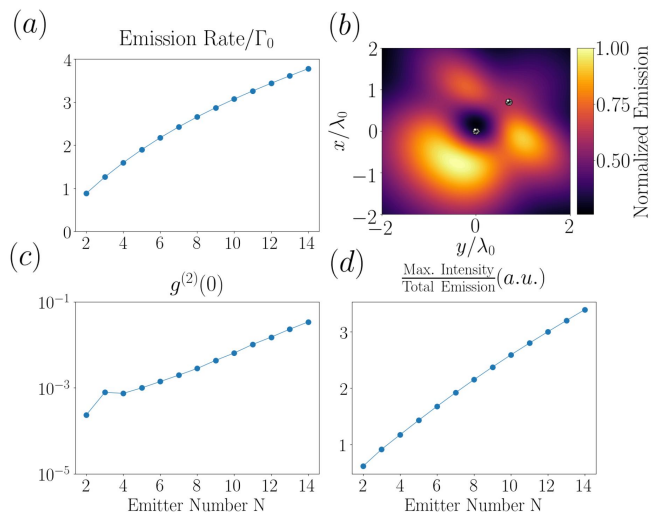 (a)
Emission Rate/Γ₀
4
3
2
1
0
2 4 6 8 10 12 14
(b)
2
1
0
−1
−2
x/λ₀
−2 0 2
y/λ₀
1.00
0.75
0.50
Normalized Emission
(c)
g⁽²⁾(0)
10⁻¹
10⁻³
10⁻⁵
2 4 6 8 10 12 14
Emitter Number N
(d)
Max. Intensity
Total Emission (a.u.)
3
2
1
2 4 6 8 10 12 14
Emitter Number N